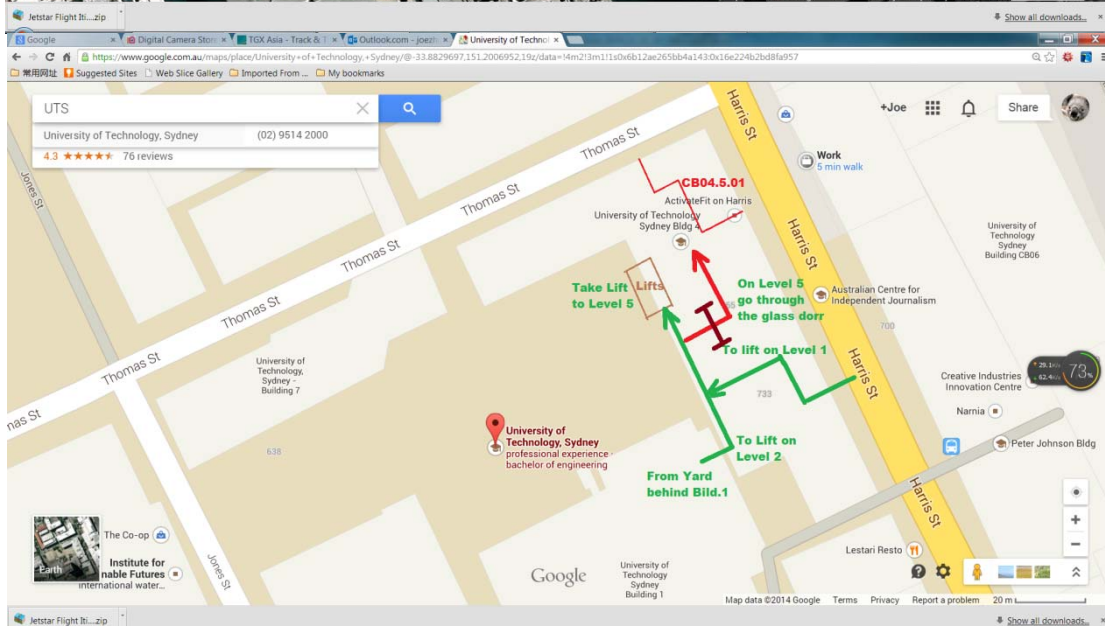 Jetstar Flight Iti....zip
Show all downloads...
Google
Digital Camera Stor
TGX Asia - Track & T
Outlook.com - joezh
University of Technol
https://www.google.com.au/maps/place/University+of+Technology,+Sydney/@-33.8829697,151.2006952,19z/data=!4m2!3m1!1s0x6b12ae265bb4a143:0x16e224b2bd8fa957
常用网址
Suggested Sites
Web Slice Gallery
Imported From ...
My bookmarks
UTS
University of Technology, Sydney (02) 9514 2000
4.3 76 reviews
+Joe
Share
Harris St
Work
5 min walk
Thomas St
Jones St
Thomas St
CB04.5.01
ActivateFit on Harris
University of Technology
Sydney Bldg 4
University of
Technology
Sydney
Building CB06
Harris St
Thomas St
Take Lift
to Level 5
Lifts
On Level 5
go through
the glass dorr
Australian Centre for
Independent Journalism
700
Thomas St
To lift on Level 1
Harris St
Thomas St
University of
Technology,
Sydney -
Building 7
733
Creative Industries
Innovation Centre
73%
Narnia
nas St
University of
Technology, Sydney
professional experience -
bachelor of engineering
638
To Lift on
Level 2
Peter Johnson Bldg
From Yard
behind Bild.1
Harris St
The Co-op
Earth
Institute for
nable Futures
international water...
Jones St
Google
University of
Technology
Sydney
Building 1
Lestari Resto
Map data ©2014 Google Terms Privacy Report a problem 20 m
Jetstar Flight Iti....zip
Show all downloads...